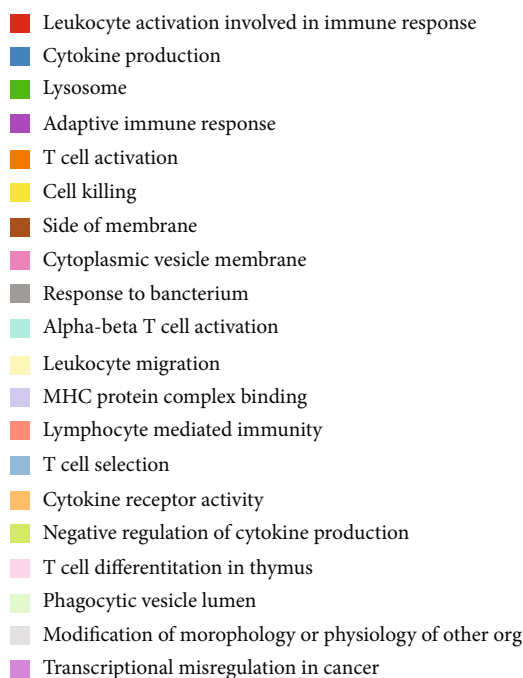 Leukocyte activation involved in immune response
Cytokine production
Lysosome
Adaptive immune response
T cell activation
Cell killing
Side of membrane
Cytoplasmic vesicle membrane
Response to bancterium
Alpha-beta T cell activation
Leukocyte migration
MHC protein complex binding
Lymphocyte mediated immunity
T cell selection
Cytokine receptor activity
Negative regulation of cytokine production
T cell differentitation in thymus
Phagocytic vesicle lumen
Modification of morophology or physiology of other org
Transcriptional misregulation in cancer